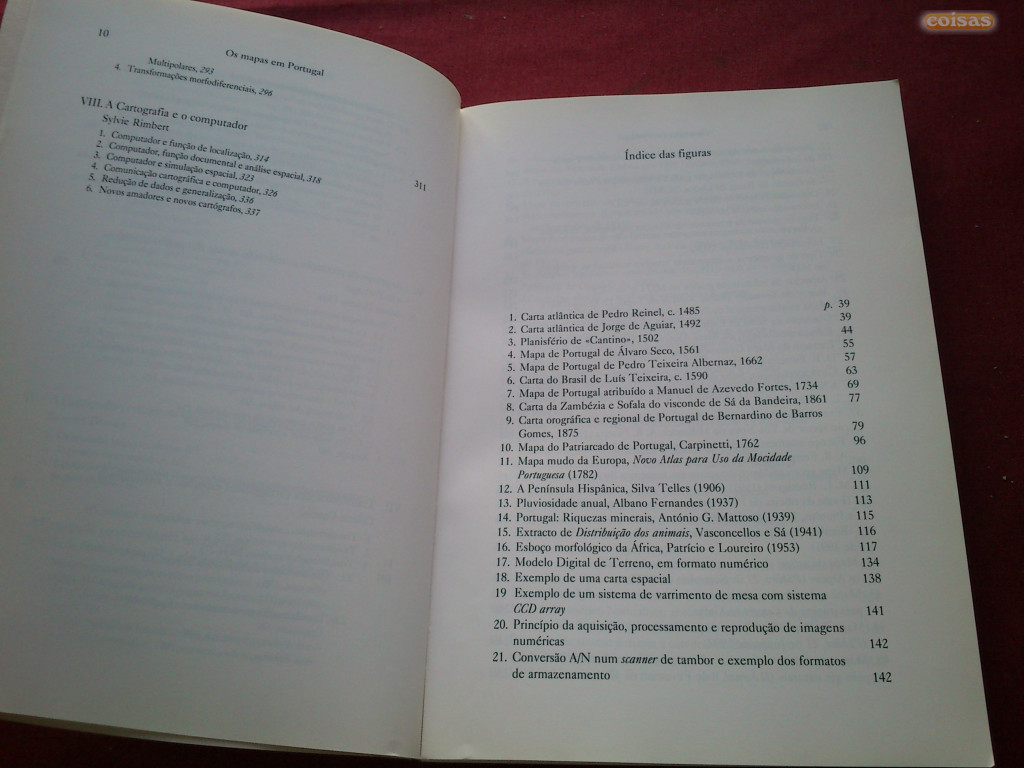 coisas
10
Os mapas em Portugal
Multipolares, 293
4. Transformações morfodiferenciais, 296
VIII. A Cartografia e o computador
Sylvie Rimbert
311
1. Computador e função de localização, 314
2. Computador, função documental e análise espacial, 318
3. Computador e simulação espacial, 323
4. Comunicação cartográfica e computador, 326
5. Redução de dados e generalização, 336
6. Novos amadores e novos cartógrafos, 337
Índice das figuras
1. Carta atlântica de Pedro Reinel, c. 1485 p. 39
2. Carta atlântica de Jorge de Aguiar, 1492 39
3. Planisfério de «Cantino», 1502 44
4. Mapa de Portugal de Álvaro Seco, 1561 55
5. Mapa de Portugal de Pedro Teixeira Albernaz, 1662 57
6. Carta do Brasil de Luís Teixeira, c. 1590 63
7. Mapa de Portugal atribuído a Manuel de Azevedo Fortes, 1734 69
8. Carta da Zambézia e Sofala do visconde de Sá da Bandeira, 1861 77
9. Carta orográfica e regional de Portugal de Bernardino de Barros
Gomes, 1875 79
10. Mapa do Patriarcado de Portugal, Carpinetti, 1762 96
11. Mapa mudo da Europa, Novo Atlas para Uso da Mocidade
Portuguesa (1782) 109
12. A Península Hispânica, Silva Telles (1906) 111
13. Pluviosidade anual, Albano Fernandes (1937) 113
14. Portugal: Riquezas minerais, António G. Mattoso (1939) 115
15. Extracto de Distribuição dos animais, Vasconcellos e Sá (1941) 116
16. Esboço morfológico da África, Patrício e Loureiro (1953) 117
17. Modelo Digital de Terreno, em formato numérico 134
18. Exemplo de uma carta espacial 138
19 Exemplo de um sistema de varrimento de mesa com sistema
CCD array 141
20. Princípio da aquisição, processamento e reprodução de imagens
numéricas 142
21. Conversão A/N num scanner de tambor e exemplo dos formatos
de armazenamento 142